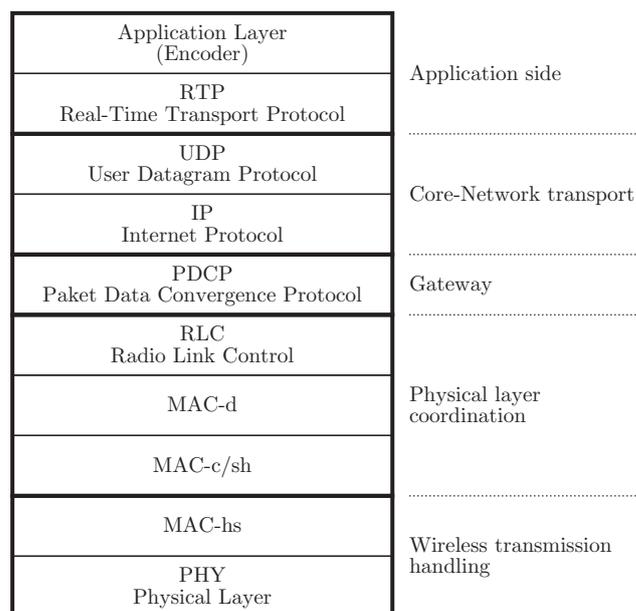 Application Layer
(Encoder)
RTP
Real-Time Transport Protocol
Application side
UDP
User Datagram Protocol
IP
Internet Protocol
Core-Network transport
PDCP
Paket Data Convergence Protocol
Gateway
RLC
Radio Link Control
MAC-d
MAC-c/sh
Physical layer
coordination
MAC-hs
PHY
Physical Layer
Wireless transmission
handling